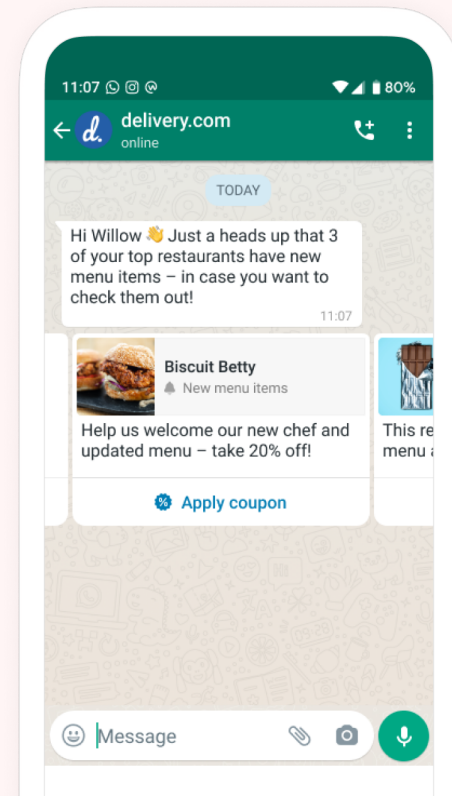 11:07
80%
d.
delivery.com
online
TODAY
Hi Willow 👋 Just a heads up that 3
of your top restaurants have new
menu items – in case you want to
check them out!
11:07
Biscuit Betty
New menu items
Help us welcome our new chef and
updated menu – take 20% off!
Apply coupon
This
menu
Message